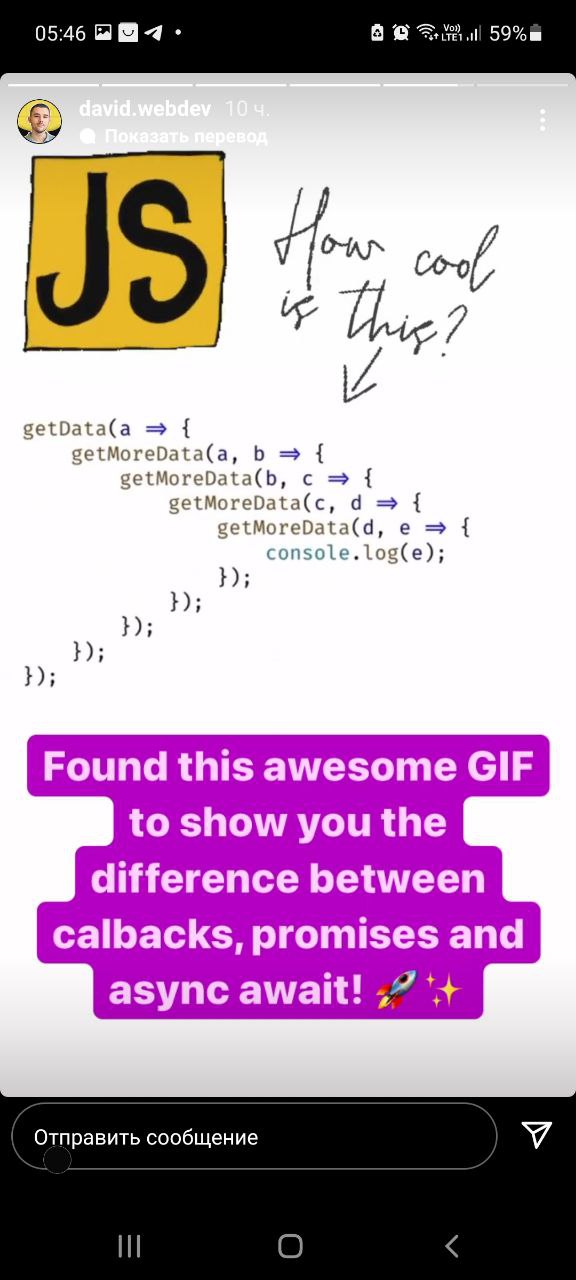 05:46
Vo))
LTE1
59%
david.webdev 10 ч.
Показать перевод
JS
How cool
is this?
getData(a => {
    getMoreData(a, b => {
        getMoreData(b, c => {
            getMoreData(c, d => {
                getMoreData(d, e => {
                    console.log(e);
                });
            });
        });
    });
});
Found this awesome GIF
to show you the
difference between
calbacks, promises and
async await! 🚀✨
Отправить сообщение